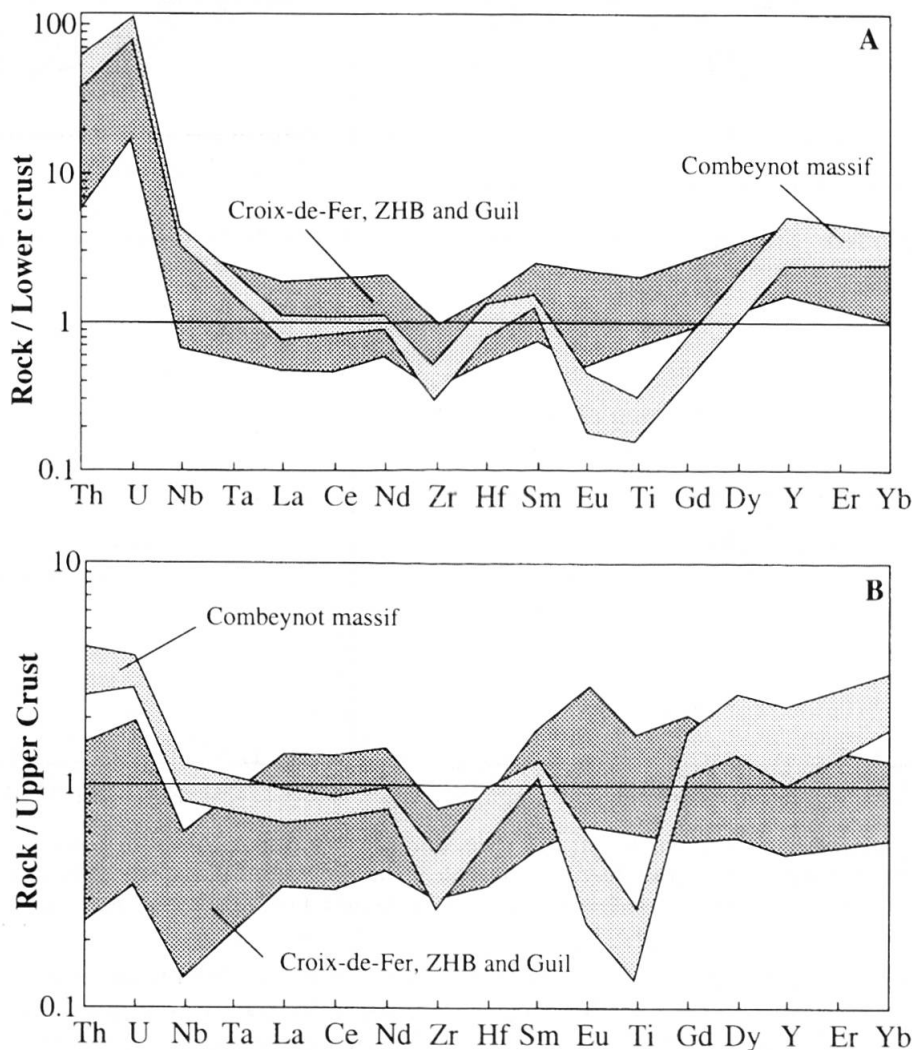 100
A
Combeynot massif
10
Croix-de-Fer, ZHB and Guil
1
0.1
Rock / Lower crust
Th U Nb Ta La Ce Nd Zr Hf Sm Eu Ti Gd Dy Y Er Yb
10
B
Combeynot massif
1
Croix-de-Fer, ZHB and Guil
0.1
Rock / Upper Crust
Th U Nb Ta La Ce Nd Zr Hf Sm Eu Ti Gd Dy Y Er Yb